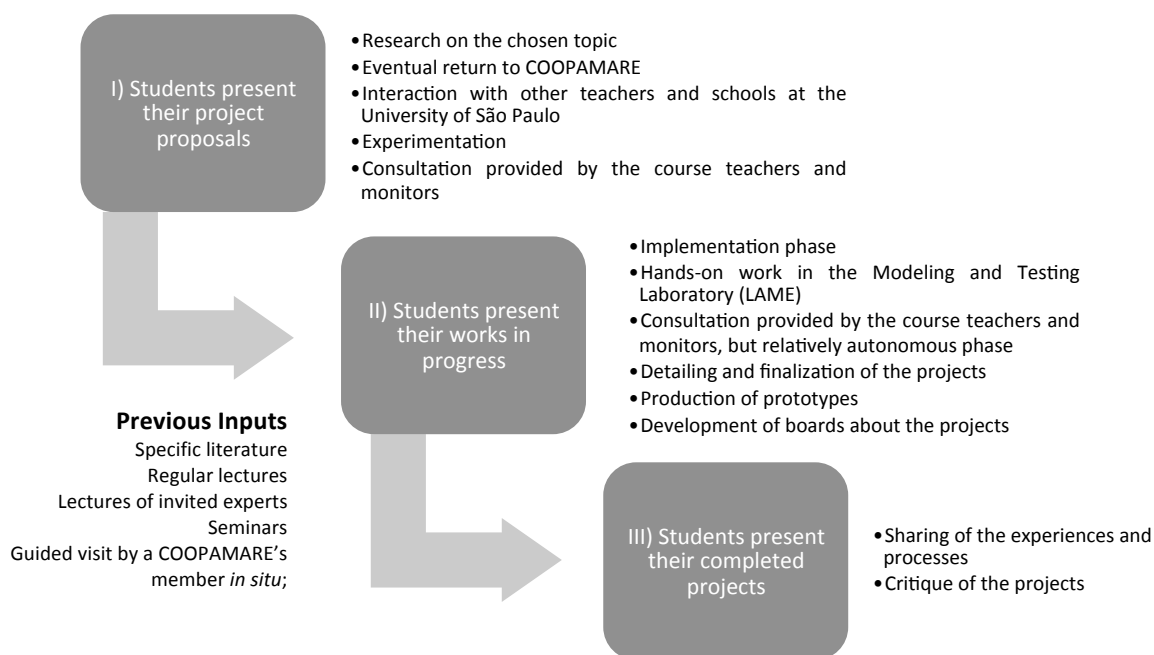 I) Students present
their project
proposals
•Research on the chosen topic
•Eventual return to COOPAMARE
•Interaction with other teachers and schools at the
University of São Paulo
•Experimentation
•Consultation provided by the course teachers and
monitors
II) Students present
their works in
progress
•Implementation phase
•Hands-on work in the Modeling and Testing
Laboratory (LAME)
•Consultation provided by the course teachers and
monitors, but relatively autonomous phase
•Detailing and finalization of the projects
•Production of prototypes
•Development of boards about the projects
Previous Inputs
Specific literature
Regular lectures
Lectures of invited experts
Seminars
Guided visit by a COOPAMARE’s
member in situ;
III) Students present
their completed
projects
•Sharing of the experiences and
processes
•Critique of the projects